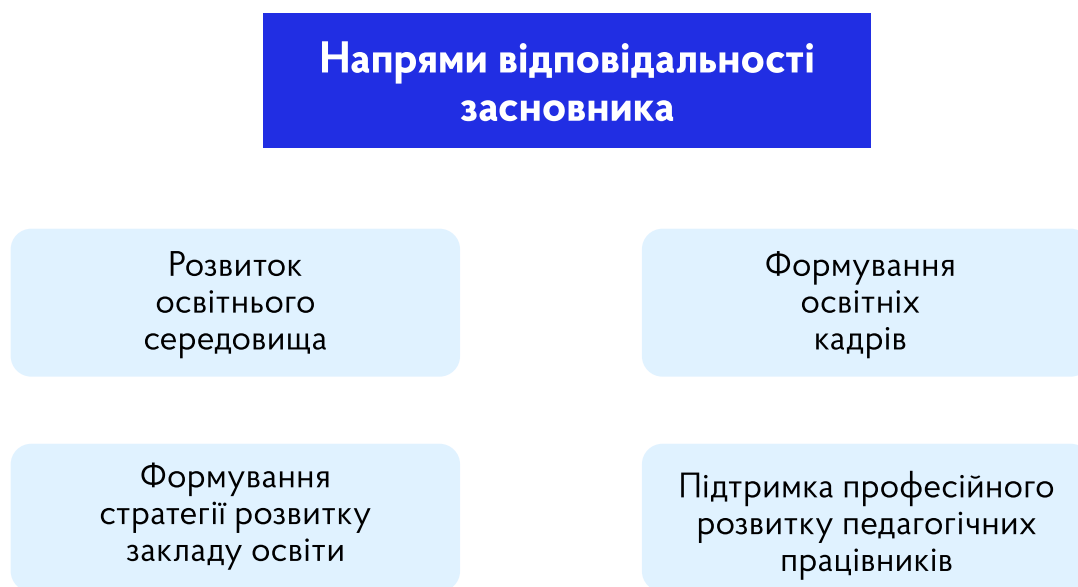 Напрями відповідальності
засновника
Розвиток
освітнього
середовища
Формування
освітніх
кадрів
Формування
стратегії розвитку
закладу освіти
Підтримка професійного
розвитку педагогічних
працівників